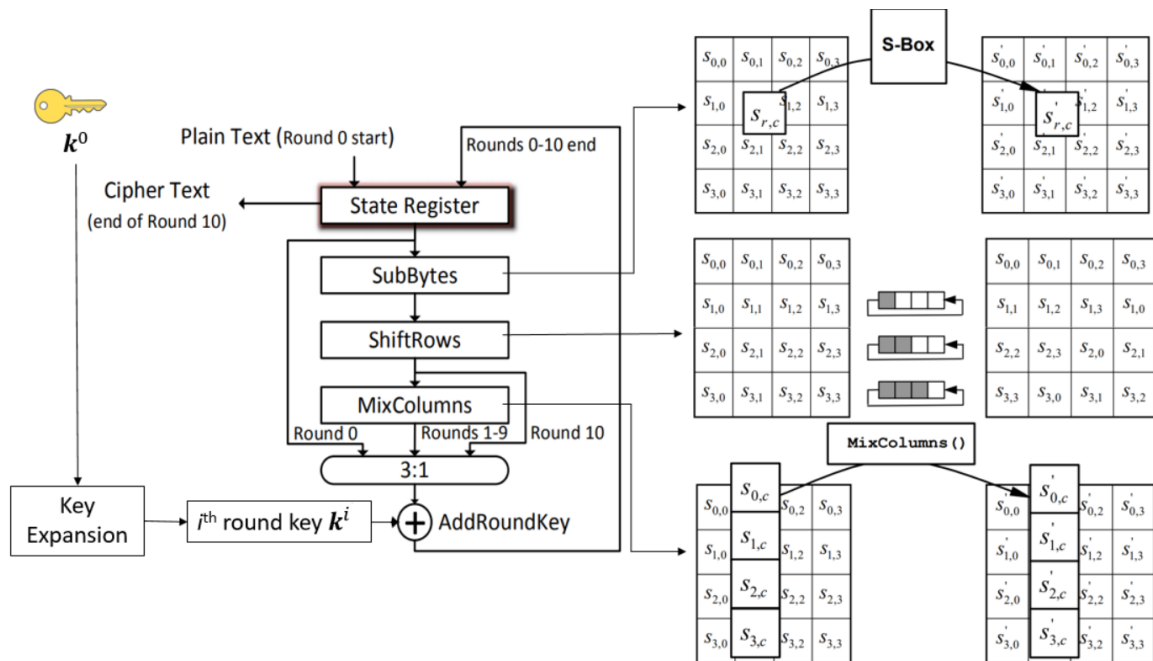 k⁰
Plain Text (Round 0 start)
Rounds 0-10 end
Cipher Text
(end of Round 10)
State Register
SubBytes
ShiftRows
MixColumns
Round 0
Rounds 1-9
Round 10
3:1
Key
Expansion
iᵗʰ round key kⁱ
AddRoundKey
S-Box
s0,0 s0,1 s0,2 s0,3
s1,0 s1,2 s1,3
sr,c
s2,0 s2,1 s2,2 s2,3
s3,0 s3,1 s3,2 s3,3
s'0,0 s'0,1 s'0,2 s'0,3
s'1,0 s'1,2 s'1,3
s'r,c
s'2,0 s'2,1 s'2,2 s'2,3
s'3,0 s'3,1 s'3,2 s'3,3
s0,0 s0,1 s0,2 s0,3
s1,0 s1,1 s1,2 s1,3
s2,0 s2,1 s2,2 s2,3
s3,0 s3,1 s3,2 s3,3
s0,0 s0,1 s0,2 s0,3
s1,1 s1,2 s1,3 s1,0
s2,2 s2,3 s2,0 s2,1
s3,3 s3,0 s3,1 s3,2
MixColumns()
s0,0 s0,c s0,2 s0,3
s1,0 s1,c s1,2 s1,3
s2,0 s2,c s2,2 s2,3
s3,0 s3,c s3,2 s3,3
s'0,0 s'0,c s'0,2 s'0,3
s'1,0 s'1,c s'1,2 s'1,3
s'2,0 s'2,c s'2,2 s'2,3
s'3,0 s'3,c s'3,2 s'3,3